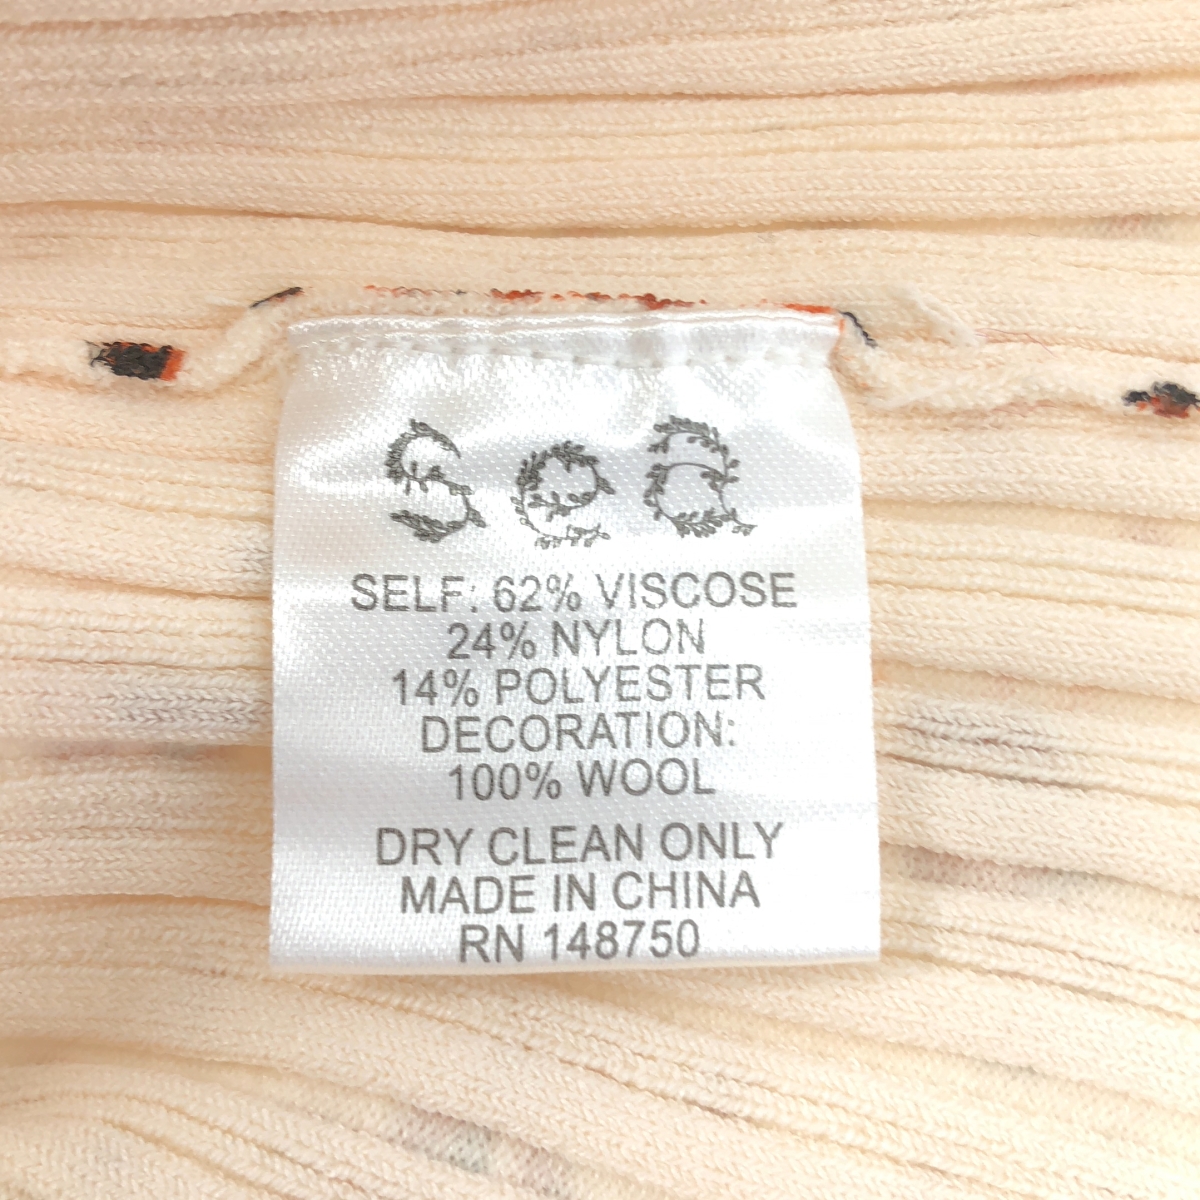 Sea
SELF: 62% VISCOSE
24% NYLON
14% POLYESTER
DECORATION:
100% WOOL
DRY CLEAN ONLY
MADE IN CHINA
RN 148750